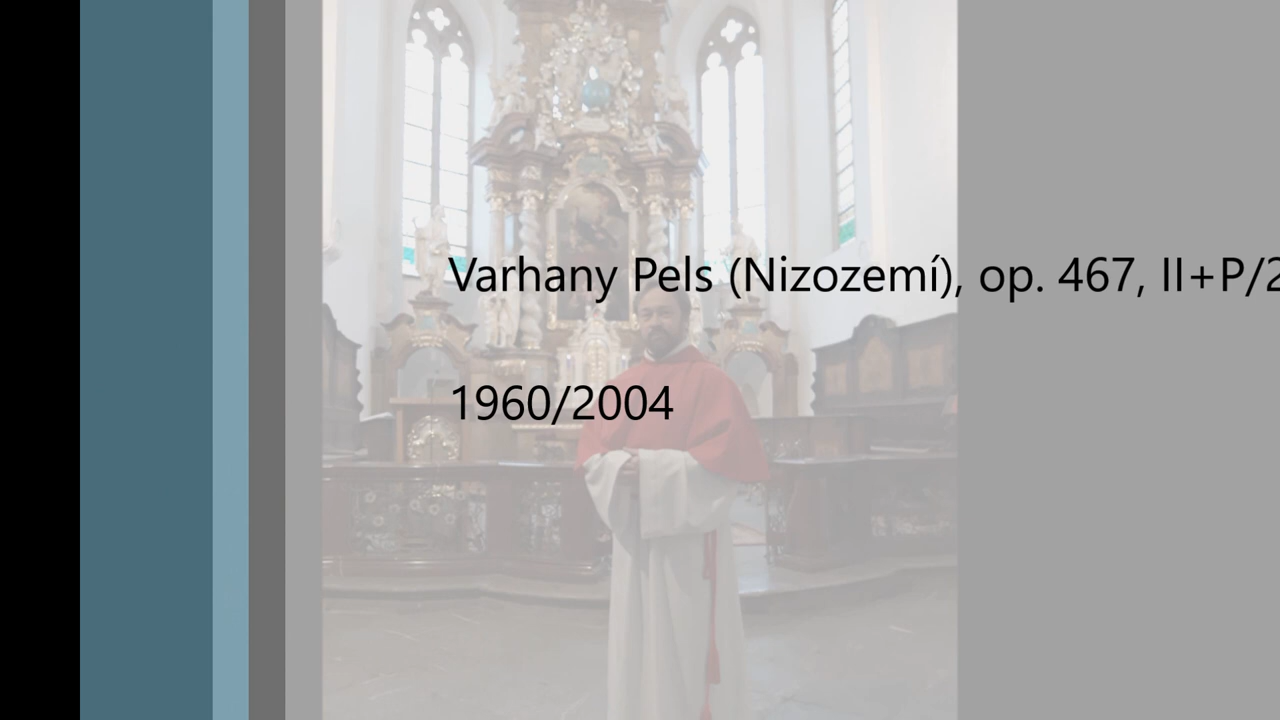 Varhany Pels (Nizozemí), op. 467, II+P/2
1960/2004